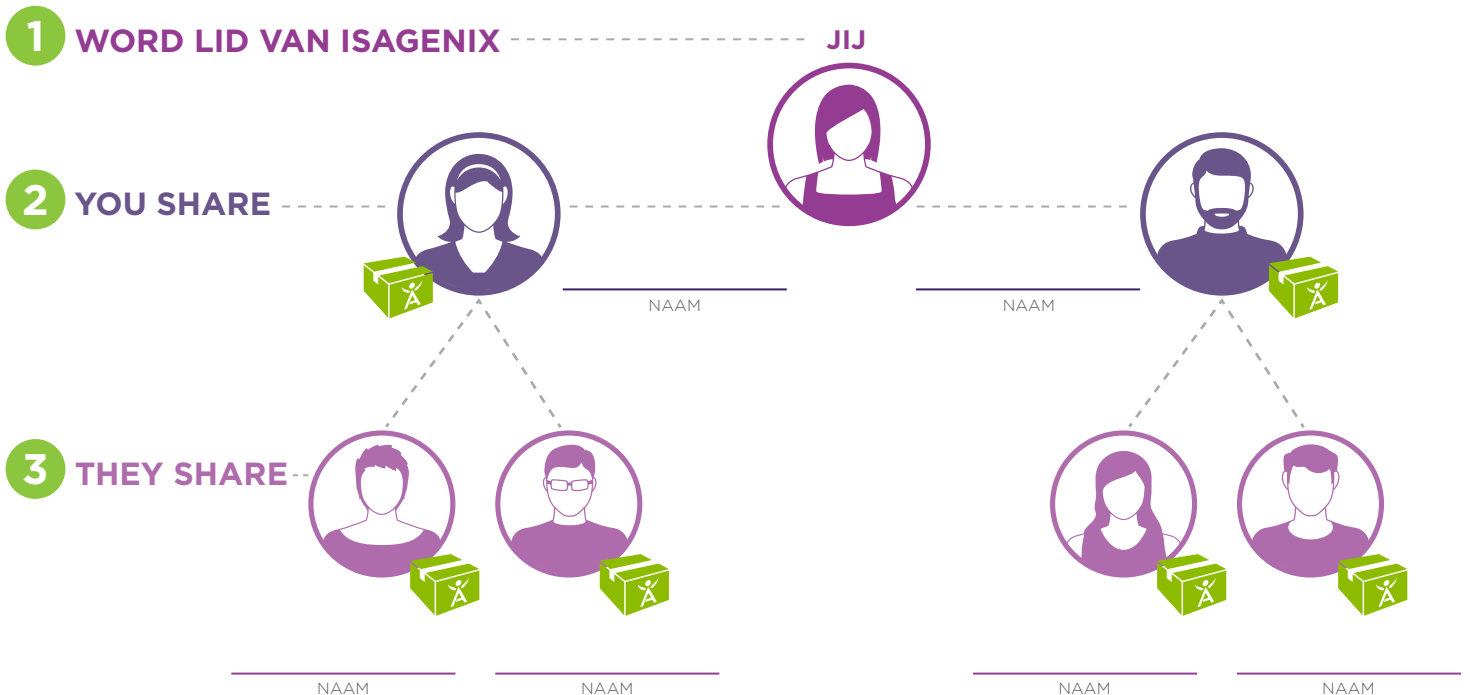 1 WORD LID VAN ISAGENIX
JIJ
2 YOU SHARE
NAAM
NAAM
3 THEY SHARE
NAAM
NAAM
NAAM
NAAM